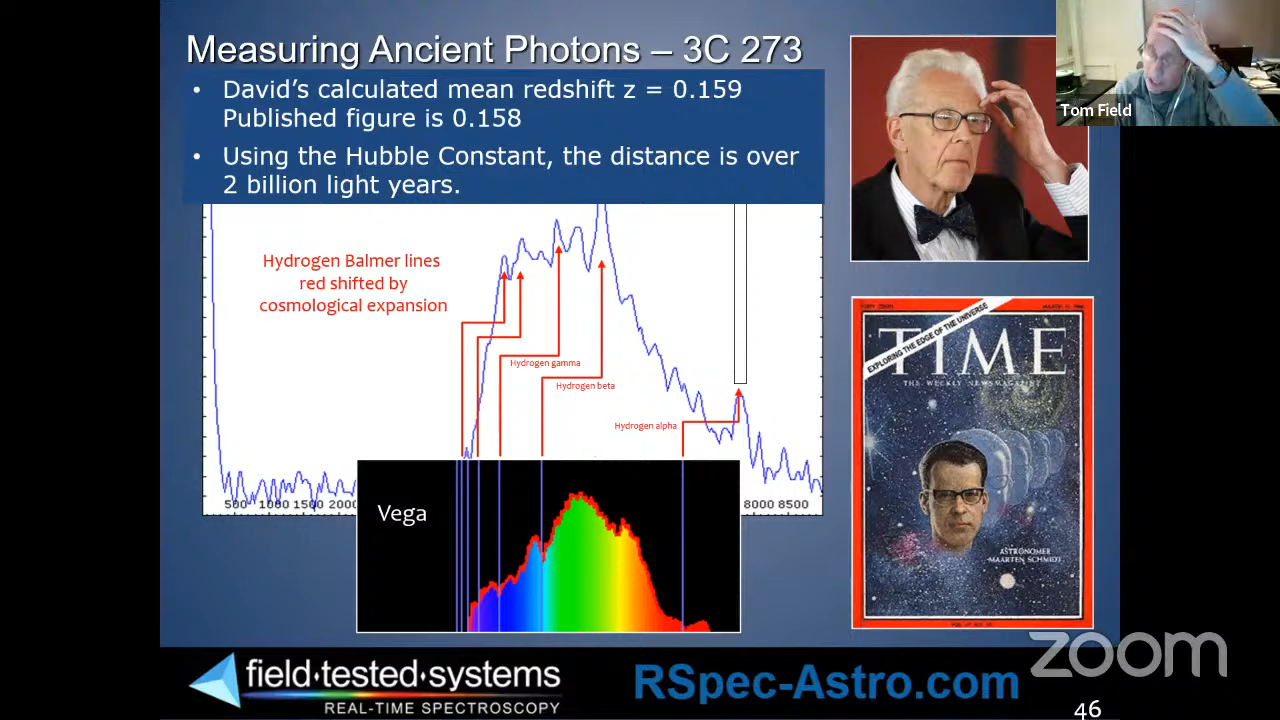 Measuring Ancient Photons – 3C 273
• David's calculated mean redshift z = 0.159
Published figure is 0.158
• Using the Hubble Constant, the distance is over
2 billion light years.
Tom Field
Hydrogen Balmer lines
red shifted by
cosmological expansion
Hydrogen gamma
Hydrogen beta
Hydrogen alpha
500 1000 1500 2000
8000 8500
Vega
EXPLORING THE EDGE OF THE UNIVERSE
TIME
THE WEEKLY NEWSMAGAZINE
ASTRONOMER
MAARTEN SCHMIDT
zoom
field·tested·systems
REAL-TIME SPECTROSCOPY
RSpec-Astro.com
46